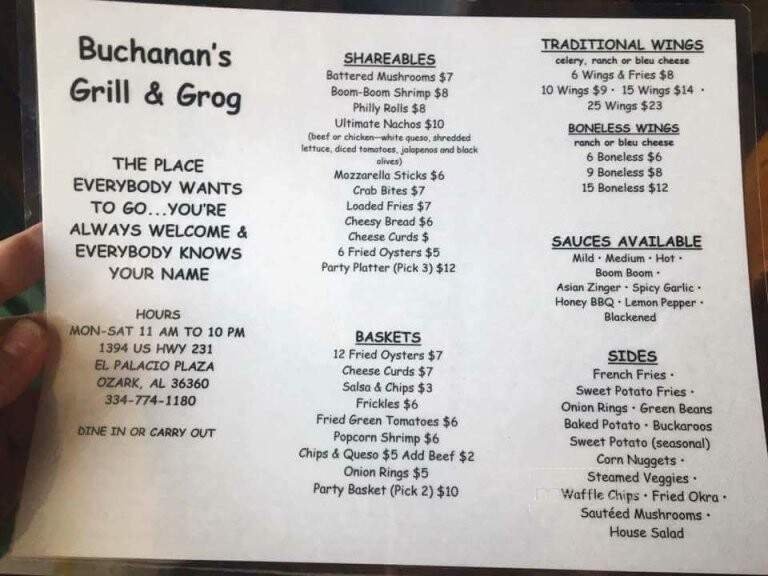 Buchanan's
Grill & Grog
THE PLACE
EVERYBODY WANTS
TO GO...YOU'RE
ALWAYS WELCOME &
EVERYBODY KNOWS
YOUR NAME
HOURS
MON-SAT 11 AM TO 10 PM
1394 US HWY 231
EL PALACIO PLAZA
OZARK, AL 36360
334-774-1180
DINE IN OR CARRY OUT
SHAREABLES
Battered Mushrooms $7
Boom-Boom Shrimp $8
Philly Rolls $8
Ultimate Nachos $10
(beef or chicken—white queso, shredded
lettuce, diced tomatoes, jalapenos and black
olives)
Mozzarella Sticks $6
Crab Bites $7
Loaded Fries $7
Cheesy Bread $6
Cheese Curds $
6 Fried Oysters $5
Party Platter (Pick 3) $12
BASKETS
12 Fried Oysters $7
Cheese Curds $7
Salsa & Chips $3
Frickles $6
Fried Green Tomatoes $6
Popcorn Shrimp $6
Chips & Queso $5 Add Beef $2
Onion Rings $5
Party Basket (Pick 2) $10
TRADITIONAL WINGS
celery, ranch or bleu cheese
6 Wings & Fries $8
10 Wings $9 · 15 Wings $14 ·
25 Wings $23
BONELESS WINGS
ranch or bleu cheese
6 Boneless $6
9 Boneless $8
15 Boneless $12
SAUCES AVAILABLE
Mild · Medium · Hot ·
Boom Boom ·
Asian Zinger · Spicy Garlic ·
Honey BBQ · Lemon Pepper ·
Blackened
SIDES
French Fries ·
Sweet Potato Fries ·
Onion Rings · Green Beans
Baked Potato · Buckaroos
Sweet Potato (seasonal)
Corn Nuggets ·
Steamed Veggies ·
Waffle Chips · Fried Okra ·
Sautéed Mushrooms ·
House Salad